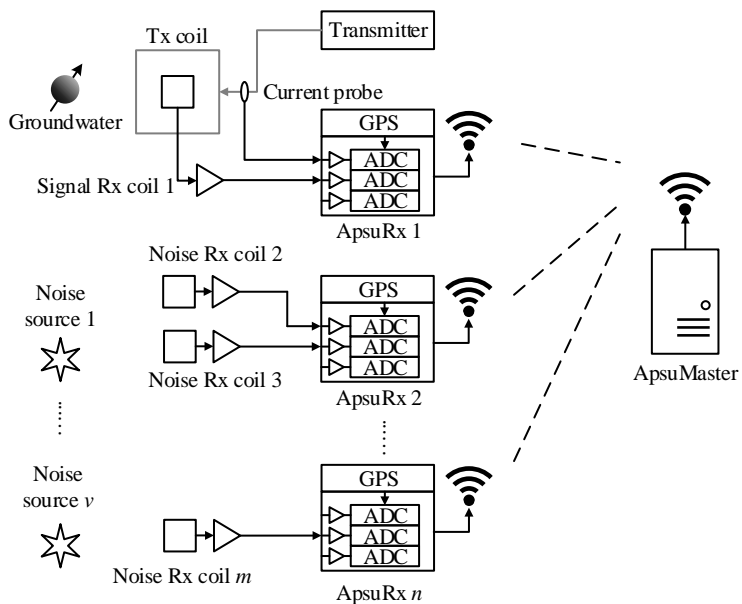 Transmitter
Tx coil
Current probe
Groundwater
GPS
ADC
ADC
ADC
Signal Rx coil 1
ApsuRx 1
Noise Rx coil 2
Noise
source 1
GPS
ADC
ADC
ADC
Noise Rx coil 3
ApsuRx 2
ApsuMaster
Noise
source v
GPS
ADC
ADC
ADC
Noise Rx coil m
ApsuRx n